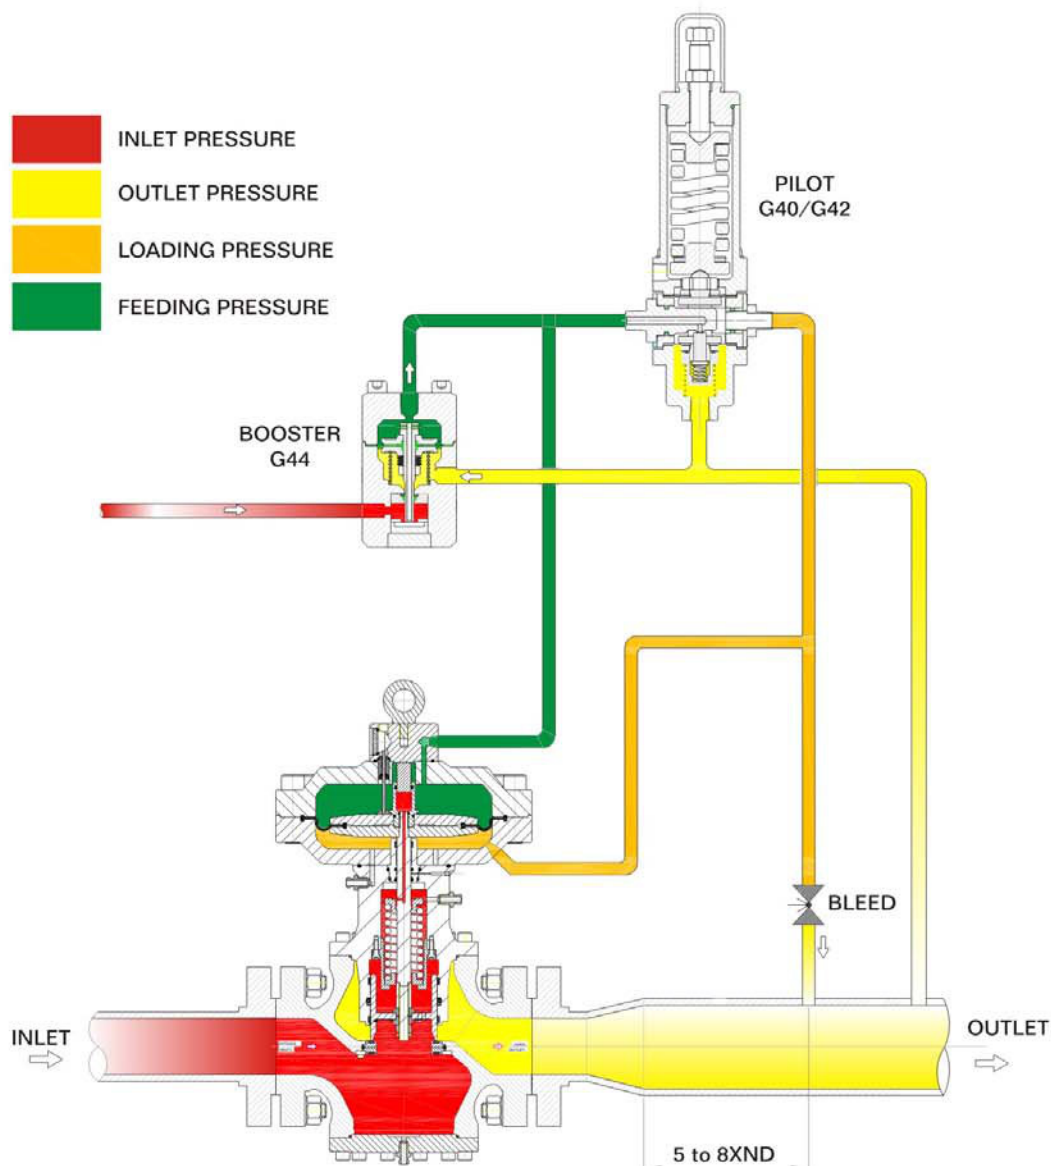 INLET PRESSURE
OUTLET PRESSURE
LOADING PRESSURE
FEEDING PRESSURE
PILOT
G40/G42
BOOSTER
G44
BLEED
INLET
OUTLET
5 to 8XND